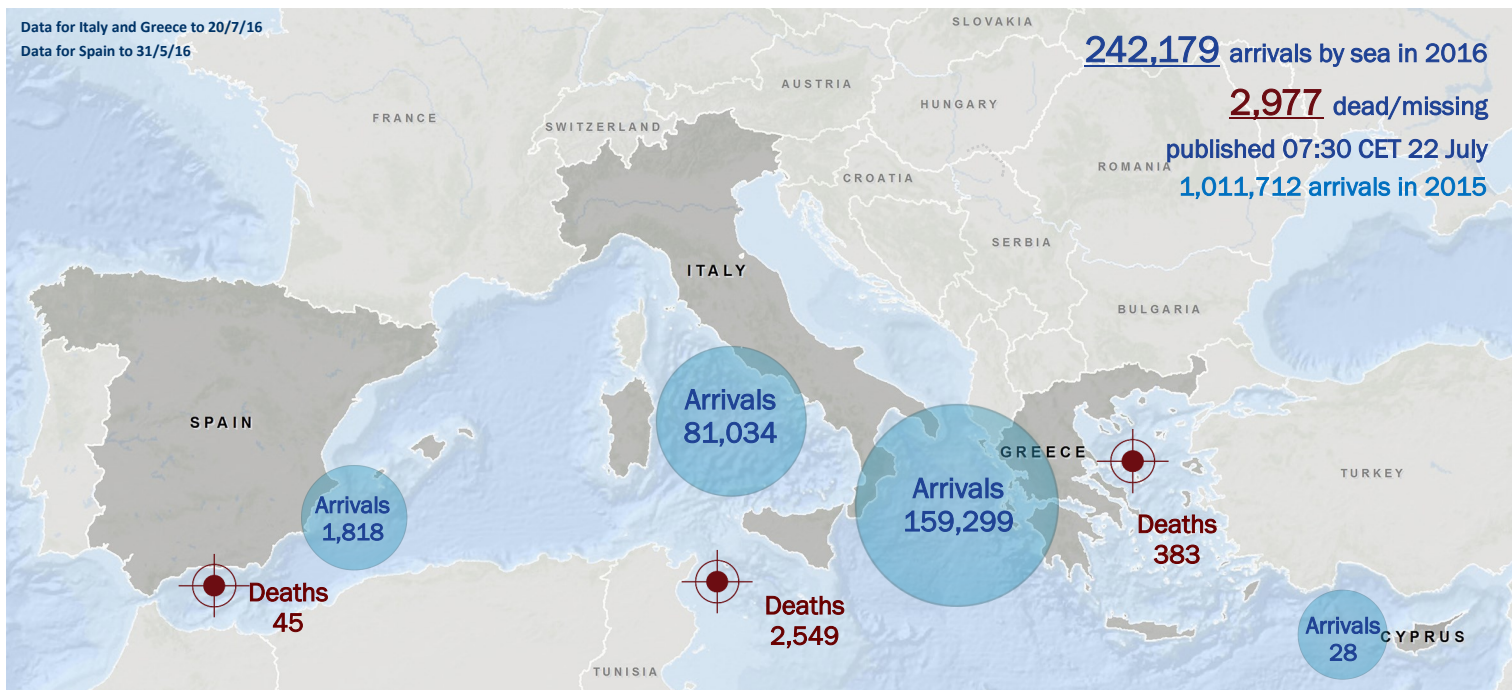 Data for Italy and Greece to 20/7/16
Data for Spain to 31/5/16
242,179 arrivals by sea in 2016
2,977 dead/missing
published 07:30 CET 22 July
1,011,712 arrivals in 2015
SLOVAKIA
AUSTRIA
HUNGARY
FRANCE
SWITZERLAND
ROMANIA
CROATIA
SERBIA
ITALY
BULGARIA
SPAIN
Arrivals
81,034
GREECE
TURKEY
Arrivals
1,818
Arrivals
159,299
Deaths
383
Deaths
45
Deaths
2,549
Arrivals
28
CYPRUS
TUNISIA